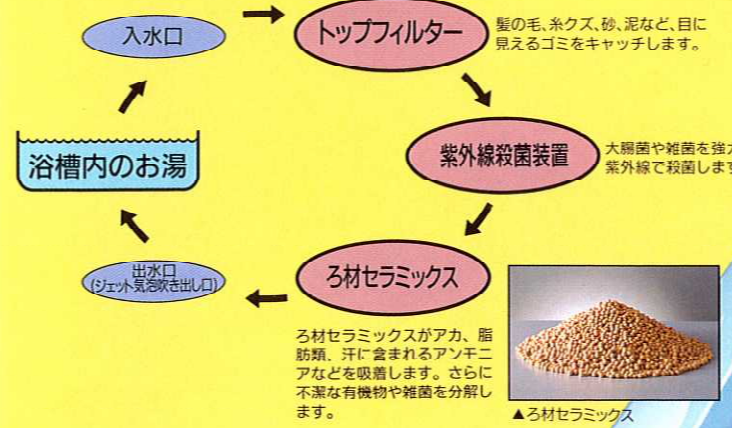 入水口
トップフィルター
髪の毛、糸クズ、砂、泥など、目に
見えるゴミをキャッチします。
浴槽内のお湯
紫外線殺菌装置
大腸菌や雑菌を強力
紫外線で殺菌します
出水口
(ジェット気泡吹き出し口)
ろ材セラミックス
ろ材セラミックスがアカ、脂
肪類、汗に含まれるアンモニ
アなどを吸着します。さらに
不潔な有機物や雑菌を分解し
ます。
▲ろ材セラミックス